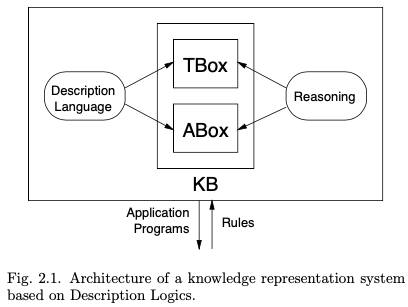 TBox
Description
Language
Reasoning
ABox
KB
Application
Programs
Rules
Fig. 2.1. Architecture of a knowledge representation system
based on Description Logics.